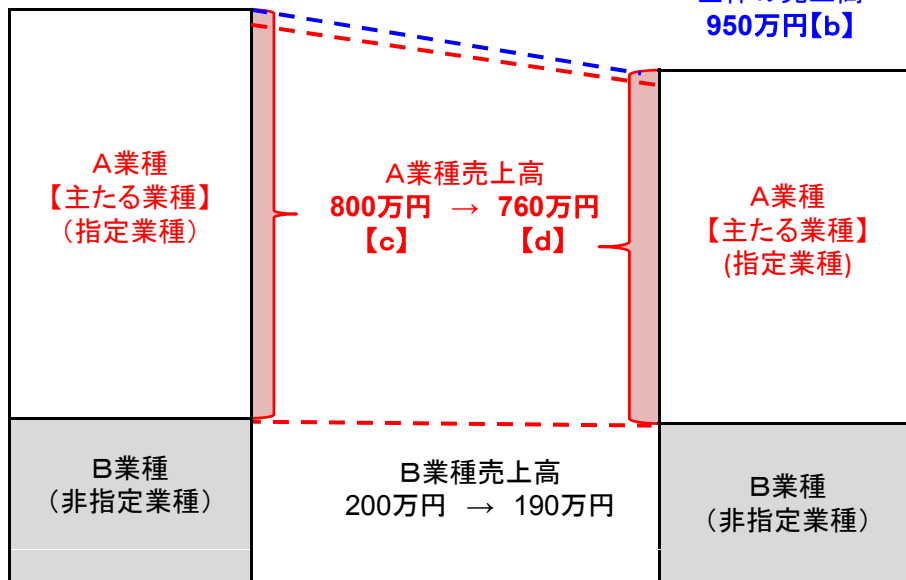 950万円【b】
A業種
【主たる業種】
（指定業種）
A業種売上高
800万円 → 760万円
【c】 【d】
A業種
【主たる業種】
(指定業種)
B業種
（非指定業種）
B業種売上高
200万円 → 190万円
B業種
（非指定業種）